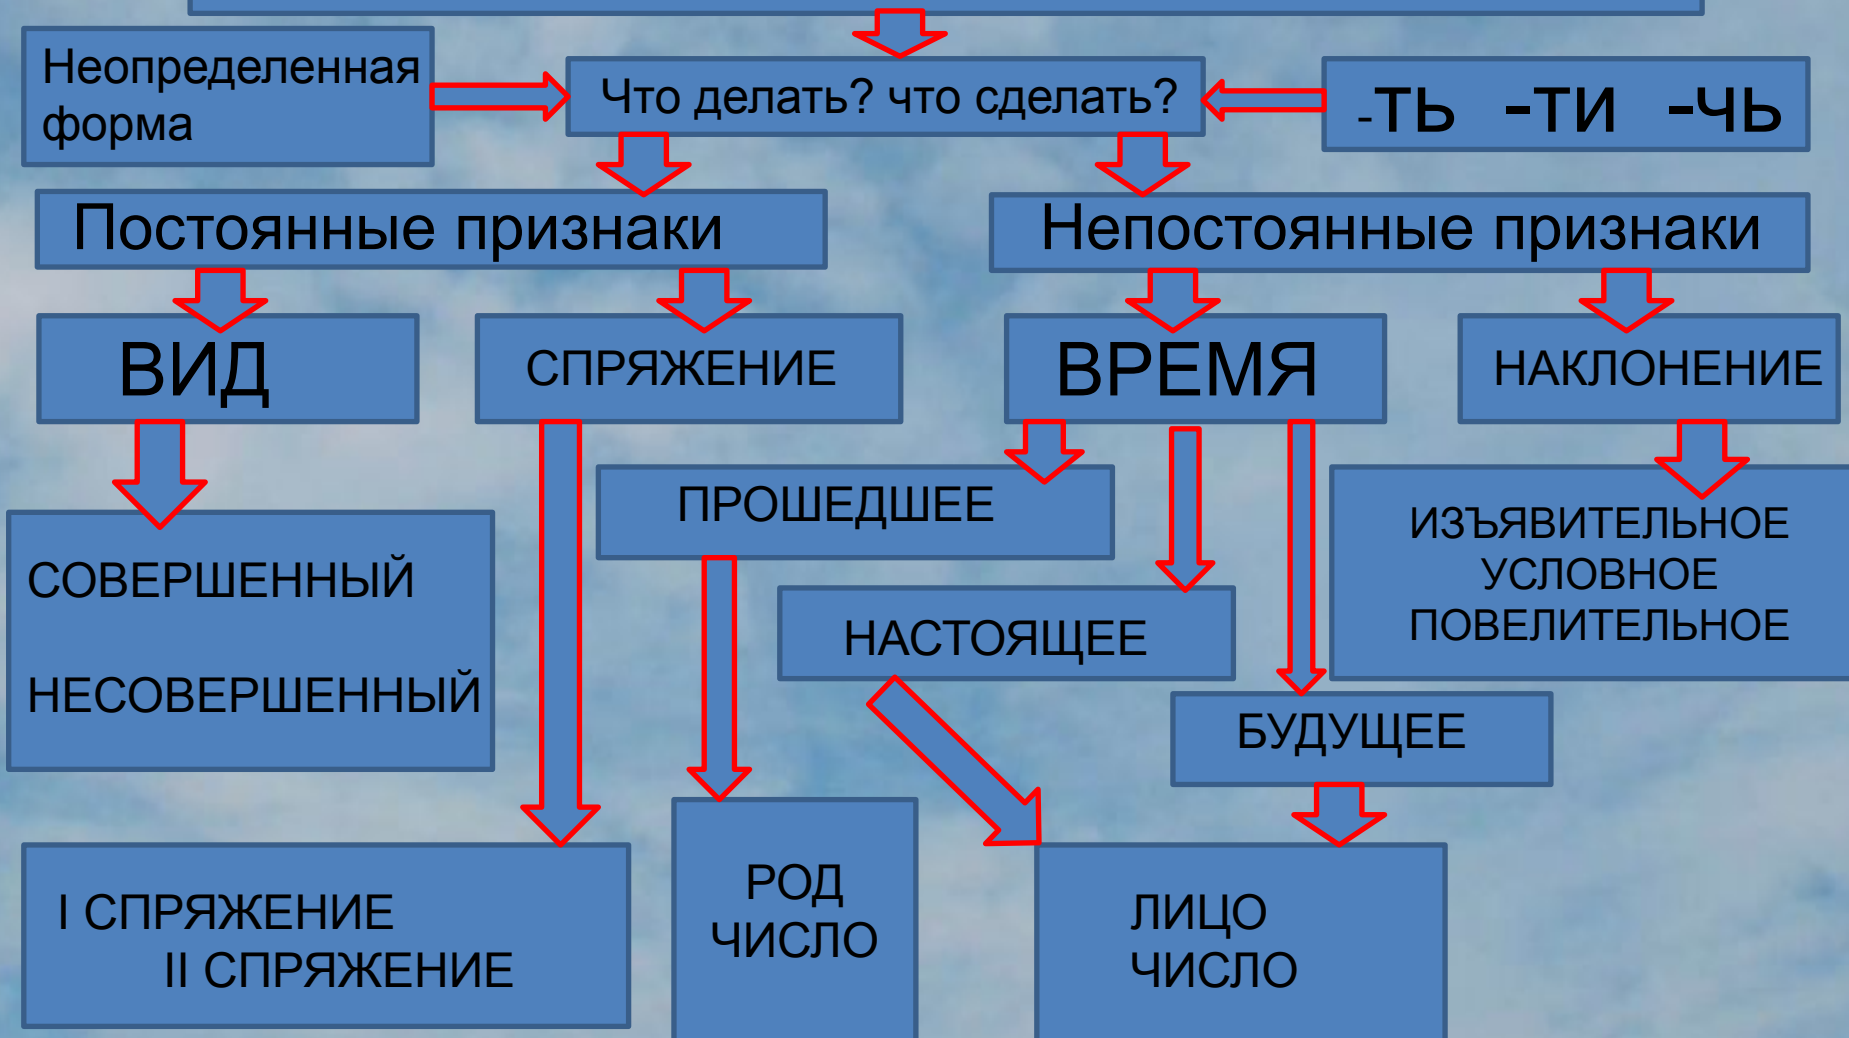 Неопределенная
форма
Что делать? что сделать?
-ть -ти -чь
Постоянные признаки
Непостоянные признаки
ВИД
СПРЯЖЕНИЕ
ВРЕМЯ
НАКЛОНЕНИЕ
ПРОШЕДШЕЕ
ИЗЪЯВИТЕЛЬНОЕ
УСЛОВНОЕ
ПОВЕЛИТЕЛЬНОЕ
СОВЕРШЕННЫЙ
НЕСОВЕРШЕННЫЙ
НАСТОЯЩЕЕ
БУДУЩЕЕ
I СПРЯЖЕНИЕ
II СПРЯЖЕНИЕ
РОД
ЧИСЛО
ЛИЦО
ЧИСЛО